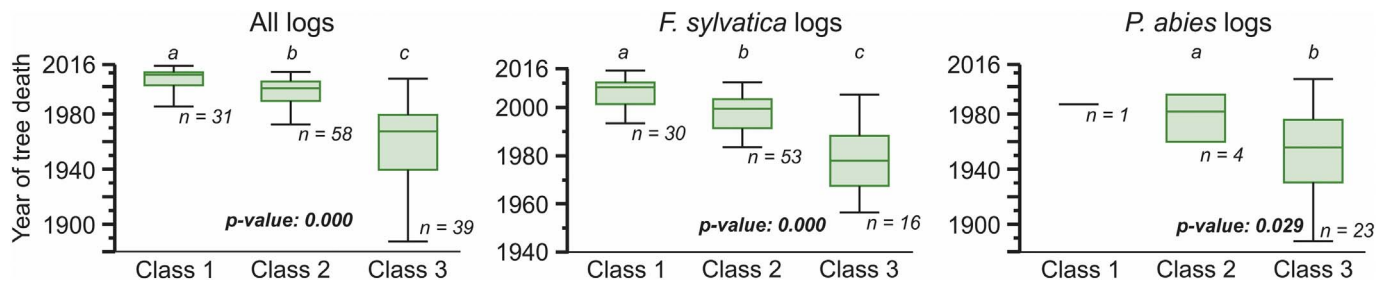 All logs
Year of tree death
2016
1980
1940
1900
a
b
c
n = 31
n = 58
n = 39
p-value: 0.000
Class 1 Class 2 Class 3
F. sylvatica logs
2016
2000
1980
1960
1940
a
b
c
n = 30
n = 53
n = 16
p-value: 0.000
Class 1 Class 2 Class 3
P. abies logs
2016
1980
1940
1900
a
b
n = 1
n = 4
n = 23
p-value: 0.029
Class 1 Class 2 Class 3